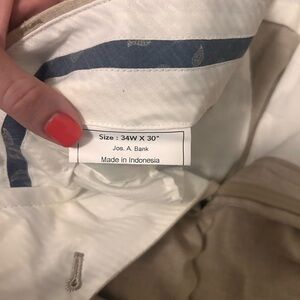 Size : 34W X 30"
Jos. A. Bank
Made in Indonesia